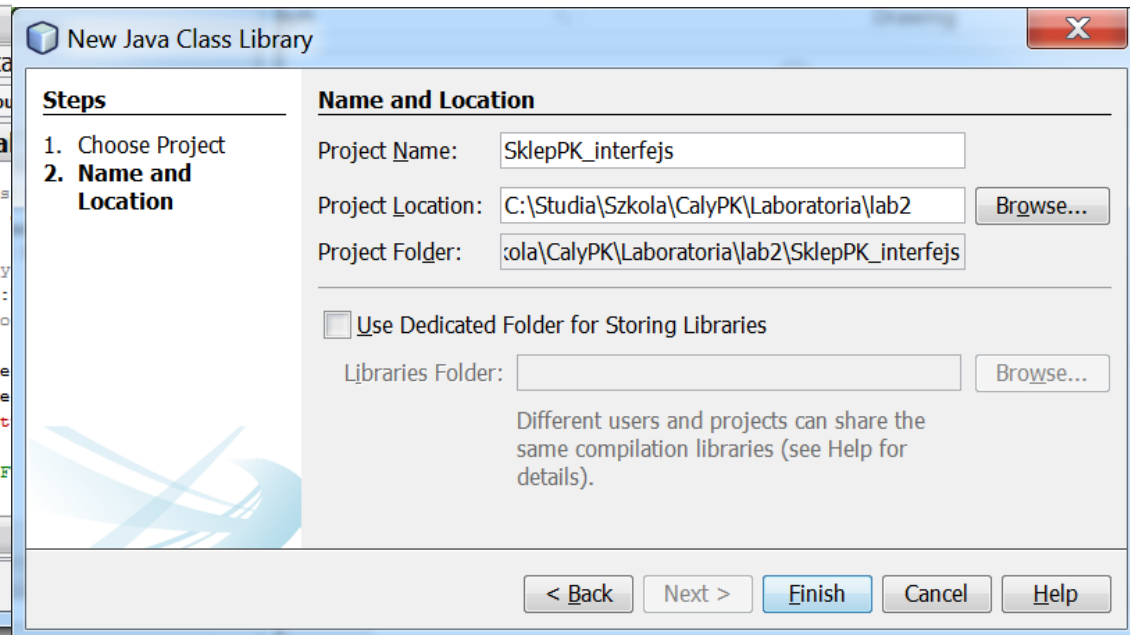 Drawing
New Java Class Library
Steps
1. Choose Project
2. Name and
Location
Name and Location
Project Name: SklepPK_interfejs
Project Location: C:\Studia\Szkola\CalyPK\Laboratoria\lab2 Browse...
Project Folder: kola\CalyPK\Laboratoria\lab2\SklepPK_interfejs
Use Dedicated Folder for Storing Libraries
Libraries Folder: Browse...
Different users and projects can share the
same compilation libraries (see Help for
details).
< Back Next > Finish Cancel Help